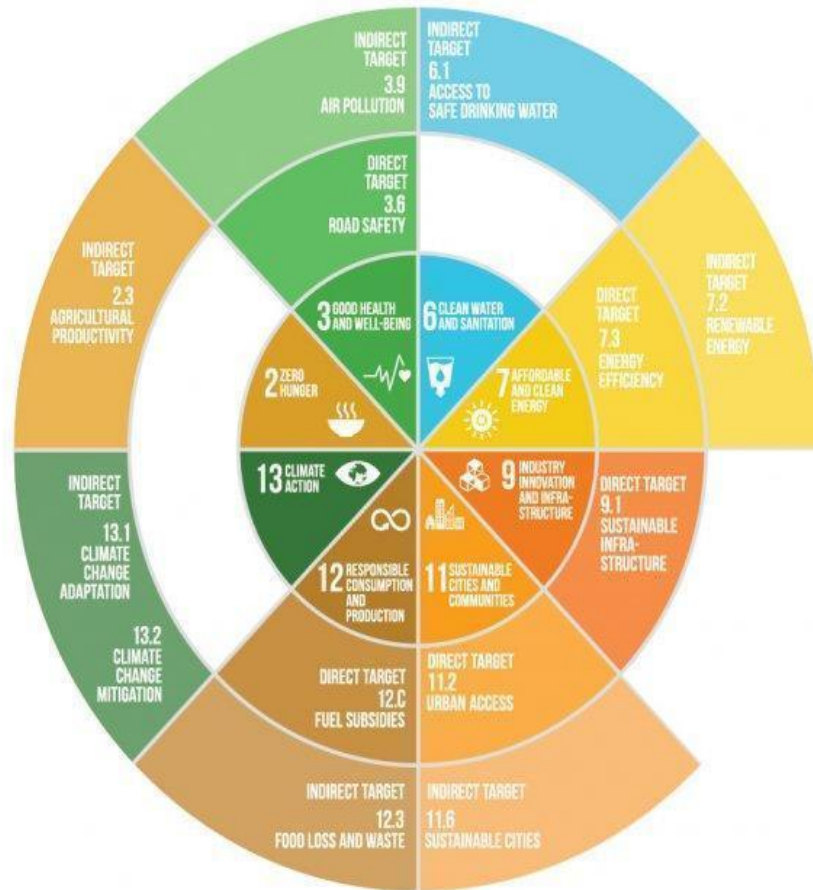 INDIRECT
TARGET
3.9
AIR POLLUTION
INDIRECT
TARGET
6.1
ACCESS TO
SAFE DRINKING WATER
DIRECT
TARGET
3.6
ROAD SAFETY
INDIRECT
TARGET
2.3
AGRICULTURAL
PRODUCTIVITY
DIRECT
TARGET
7.3
ENERGY
EFFICIENCY
INDIRECT
TARGET
7.2
RENEWABLE
ENERGY
3 GOOD HEALTH
AND WELL-BEING
6 CLEAN WATER
AND SANITATION
2 ZERO
HUNGER
7 AFFORDABLE
AND CLEAN
ENERGY
13 CLIMATE
ACTION
9 INDUSTRY
INNOVATION
AND INFRA-
STRUCTURE
12 RESPONSIBLE
CONSUMPTION
AND
PRODUCTION
11 SUSTAINABLE
CITIES AND
COMMUNITIES
INDIRECT
TARGET
13.1
CLIMATE
CHANGE
ADAPTATION
13.2
CLIMATE
CHANGE
MITIGATION
DIRECT TARGET
9.1
SUSTAINABLE
INFRA-
STRUCTURE
DIRECT TARGET
12.C
FUEL SUBSIDIES
DIRECT TARGET
11.2
URBAN ACCESS
INDIRECT TARGET
12.3
FOOD LOSS AND WASTE
INDIRECT TARGET
11.6
SUSTAINABLE CITIES